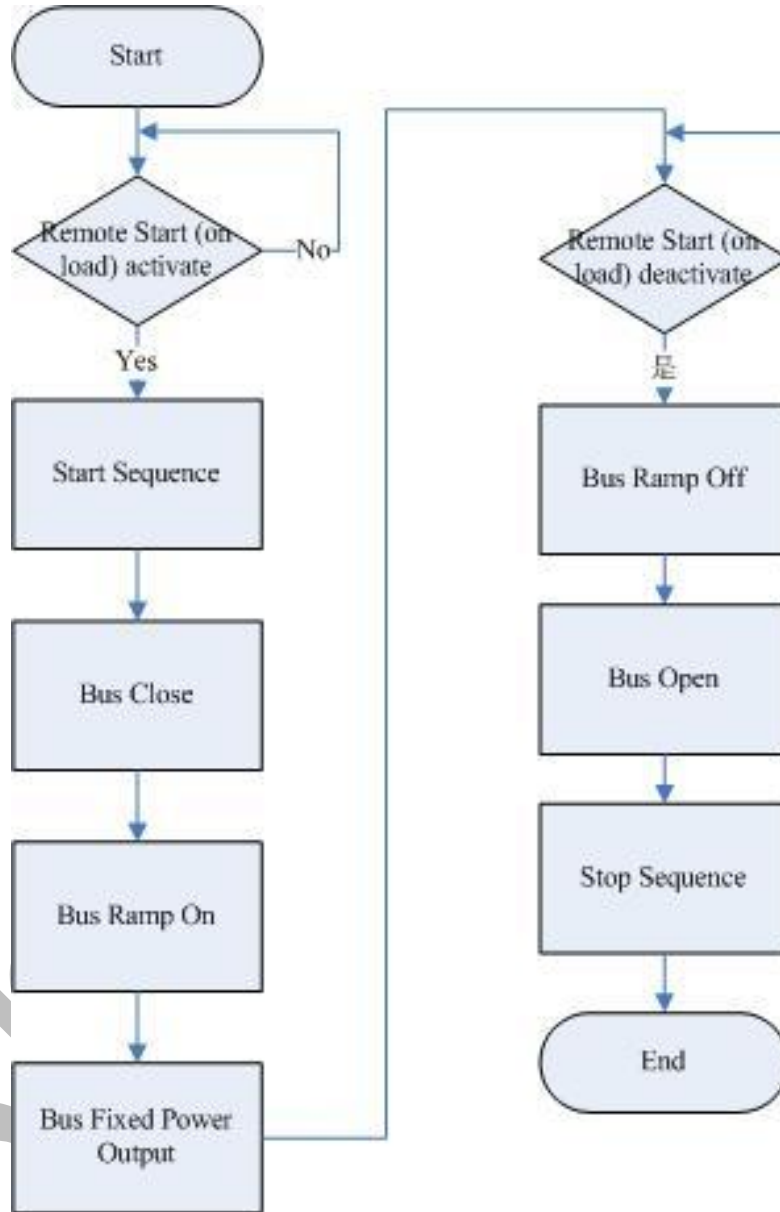 Start
Remote Start (on
load) activate
No
Yes
Start Sequence
Bus Close
Bus Ramp On
Bus Fixed Power
Output
Remote Start (on
load) deactivate
是
Bus Ramp Off
Bus Open
Stop Sequence
End